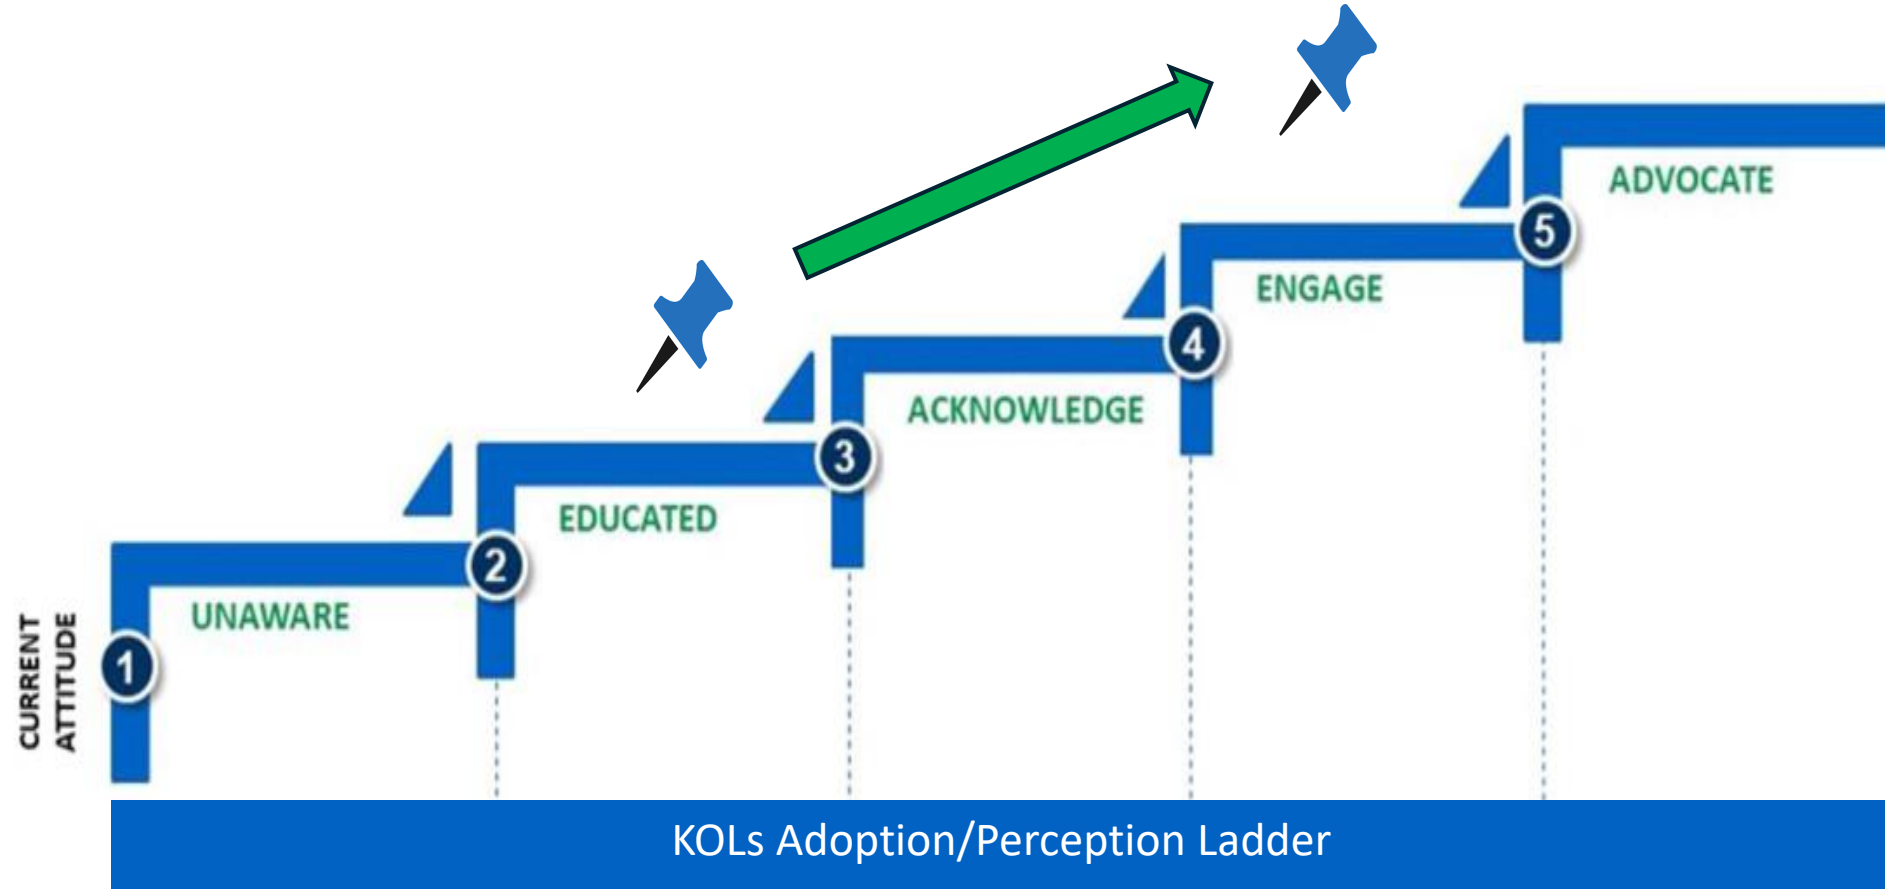 CURRENT
ATTITUDE
1
UNAWARE
2
EDUCATED
3
ACKNOWLEDGE
4
ENGAGE
5
ADVOCATE
KOLs Adoption/Perception Ladder